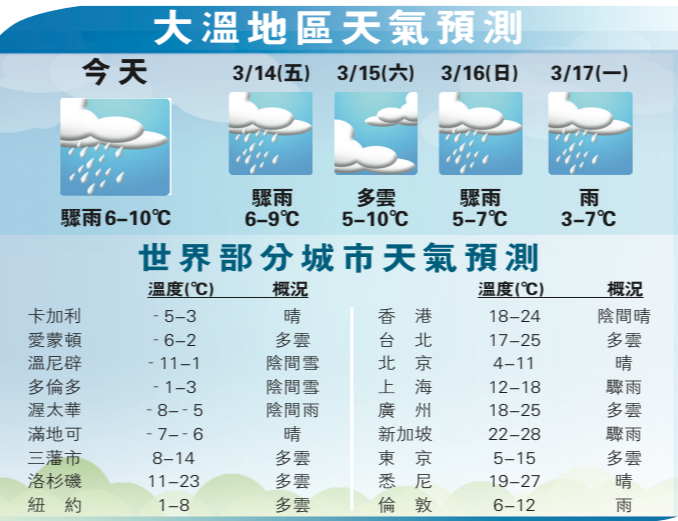 大溫地區天氣預測
今天 3/14(五) 3/15(六) 3/16(日) 3/17(一)
驟雨 多雲 驟雨 雨
驟雨6–10℃ 6–9℃ 5–10℃ 5–7℃ 3–7℃
世界部分城市天氣預測
溫度(℃) 概況 溫度(℃) 概況
卡加利 -5–3 晴 香 港 18–24 陰間晴
愛蒙頓 -6–2 多雲 台 北 17–25 多雲
溫尼辟 -11–1 陰間雪 北 京 4–11 晴
多倫多 -1–3 陰間雪 上 海 12–18 驟雨
渥太華 -8–-5 陰間雨 廣 州 18–25 多雲
滿地可 -7–-6 晴 新加坡 22–28 驟雨
三藩市 8–14 多雲 東 京 5–15 多雲
洛杉磯 11–23 多雲 悉 尼 19–27 晴
紐 約 1–8 多雲 倫 敦 6–12 雨